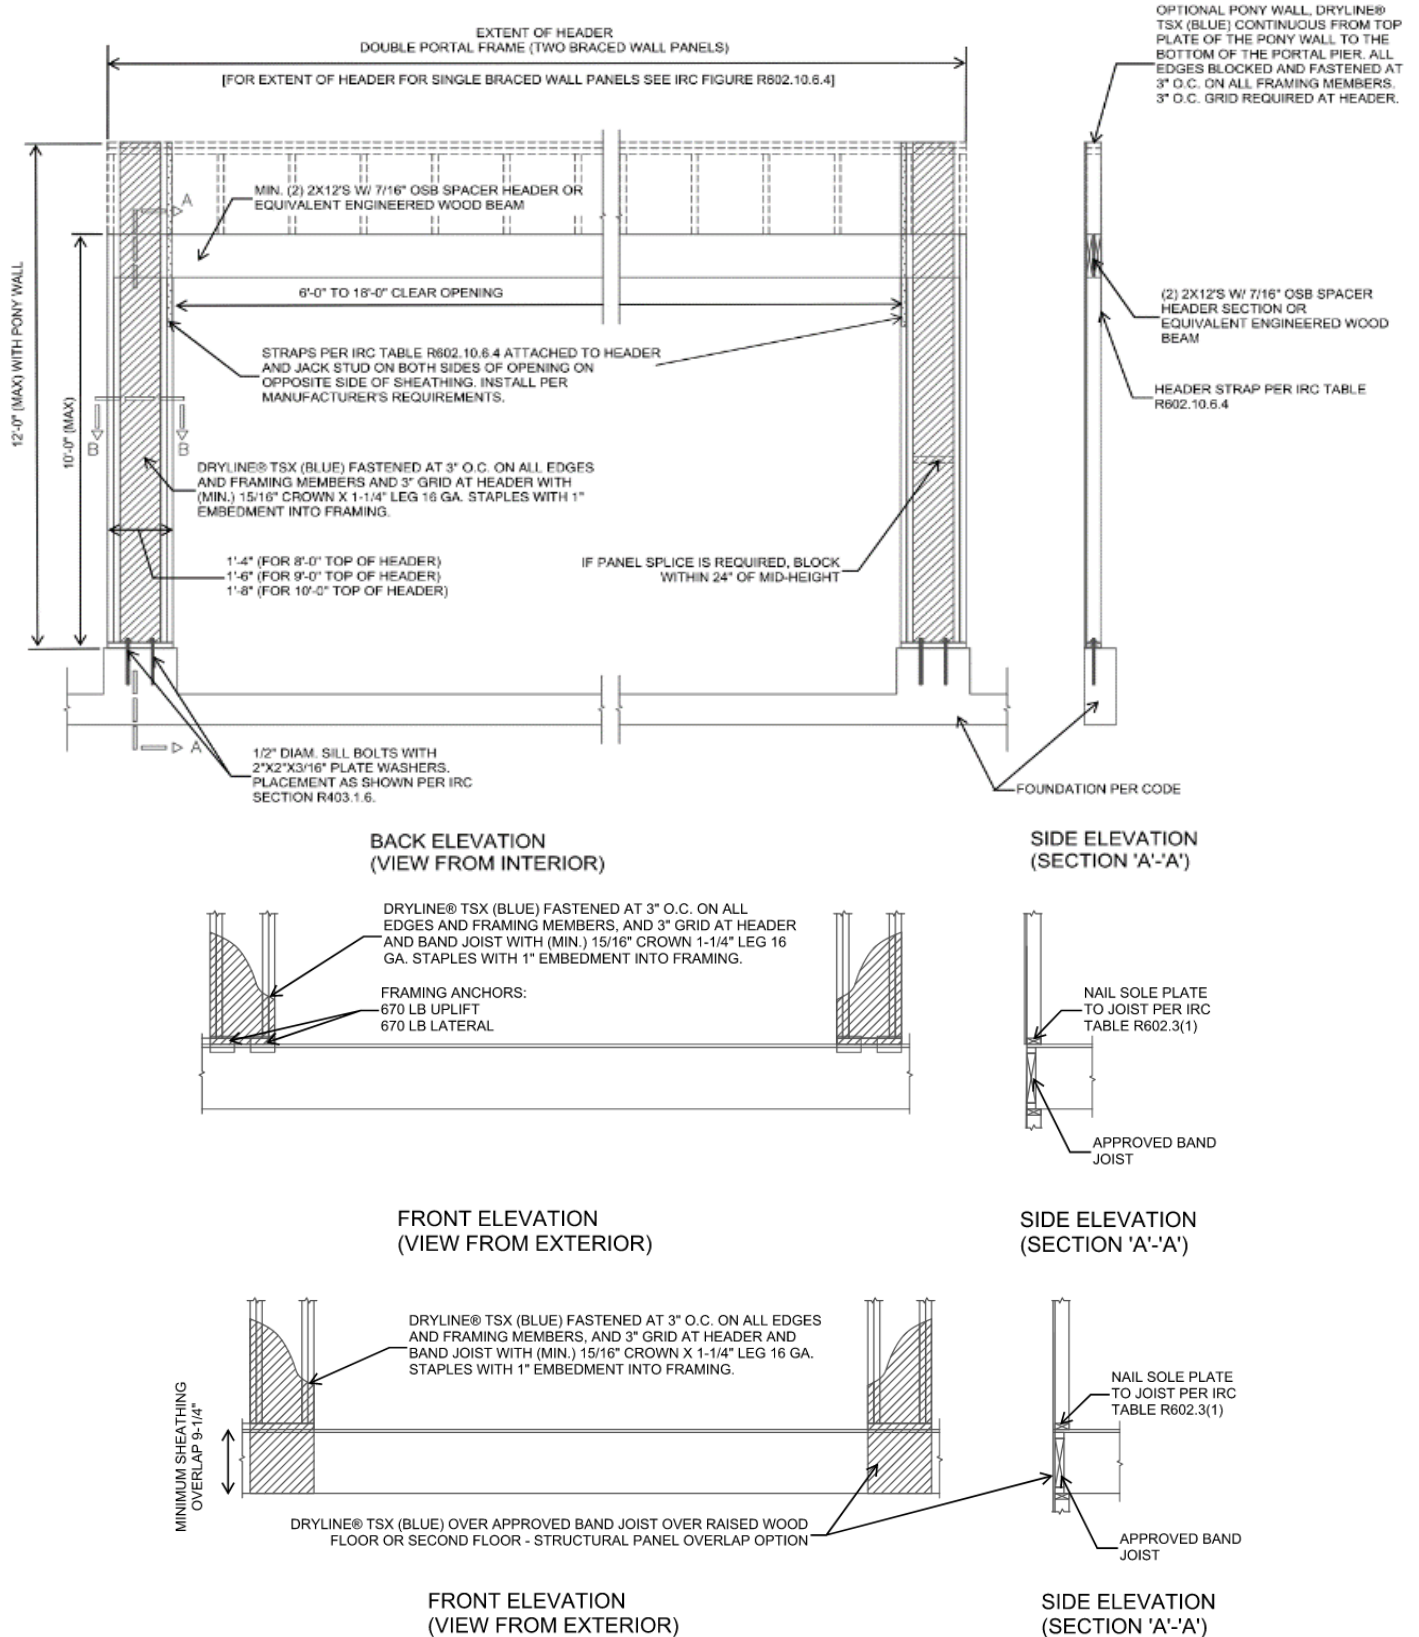 EXTENT OF HEADER
DOUBLE PORTAL FRAME (TWO BRACED WALL PANELS)
[FOR EXTENT OF HEADER FOR SINGLE BRACED WALL PANELS SEE IRC FIGURE R602.10.6.4]
OPTIONAL PONY WALL, DRYLINE®
TSX (BLUE) CONTINUOUS FROM TOP
PLATE OF THE PONY WALL TO THE
BOTTOM OF THE PORTAL PIER. ALL
EDGES BLOCKED AND FASTENED AT
3" O.C. ON ALL FRAMING MEMBERS.
3" O.C. GRID REQUIRED AT HEADER.
A
MIN. (2) 2X12'S W/ 7/16" OSB SPACER HEADER OR
EQUIVALENT ENGINEERED WOOD BEAM
6'-0" TO 18'-0" CLEAR OPENING
(2) 2X12'S W/ 7/16" OSB SPACER
HEADER SECTION OR
EQUIVALENT ENGINEERED WOOD
BEAM
12'-0" (MAX) WITH PONY WALL
10'-0" (MAX)
STRAPS PER IRC TABLE R602.10.6.4 ATTACHED TO HEADER
AND JACK STUD ON BOTH SIDES OF OPENING ON
OPPOSITE SIDE OF SHEATHING. INSTALL PER
MANUFACTURER'S REQUIREMENTS.
HEADER STRAP PER IRC TABLE
R602.10.6.4
B
B
DRYLINE® TSX (BLUE) FASTENED AT 3" O.C. ON ALL EDGES
AND FRAMING MEMBERS AND 3" GRID AT HEADER WITH
(MIN.) 15/16" CROWN X 1-1/4" LEG 16 GA. STAPLES WITH 1"
EMBEDMENT INTO FRAMING.
1'-4" (FOR 8'-0" TOP OF HEADER)
1'-6" (FOR 9'-0" TOP OF HEADER)
1'-8" (FOR 10'-0" TOP OF HEADER)
IF PANEL SPLICE IS REQUIRED, BLOCK
WITHIN 24" OF MID-HEIGHT
A
1/2" DIAM. SILL BOLTS WITH
2"X2"X3/16" PLATE WASHERS.
PLACEMENT AS SHOWN PER IRC
SECTION R403.1.6.
FOUNDATION PER CODE
BACK ELEVATION
(VIEW FROM INTERIOR)
SIDE ELEVATION
(SECTION 'A'-'A')
DRYLINE® TSX (BLUE) FASTENED AT 3" O.C. ON ALL
EDGES AND FRAMING MEMBERS, AND 3" GRID AT HEADER
AND BAND JOIST WITH (MIN.) 15/16" CROWN 1-1/4" LEG 16
GA. STAPLES WITH 1" EMBEDMENT INTO FRAMING.
FRAMING ANCHORS:
670 LB UPLIFT
670 LB LATERAL
NAIL SOLE PLATE
TO JOIST PER IRC
TABLE R602.3(1)
APPROVED BAND
JOIST
FRONT ELEVATION
(VIEW FROM EXTERIOR)
SIDE ELEVATION
(SECTION 'A'-'A')
DRYLINE® TSX (BLUE) FASTENED AT 3" O.C. ON ALL EDGES
AND FRAMING MEMBERS, AND 3" GRID AT HEADER AND
BAND JOIST WITH (MIN.) 15/16" CROWN X 1-1/4" LEG 16 GA.
STAPLES WITH 1" EMBEDMENT INTO FRAMING.
NAIL SOLE PLATE
TO JOIST PER IRC
TABLE R602.3(1)
MINIMUM SHEATHING
OVERLAP 9-1/4"
DRYLINE® TSX (BLUE) OVER APPROVED BAND JOIST OVER RAISED WOOD
FLOOR OR SECOND FLOOR - STRUCTURAL PANEL OVERLAP OPTION
APPROVED BAND
JOIST
FRONT ELEVATION
(VIEW FROM EXTERIOR)
SIDE ELEVATION
(SECTION 'A'-'A')